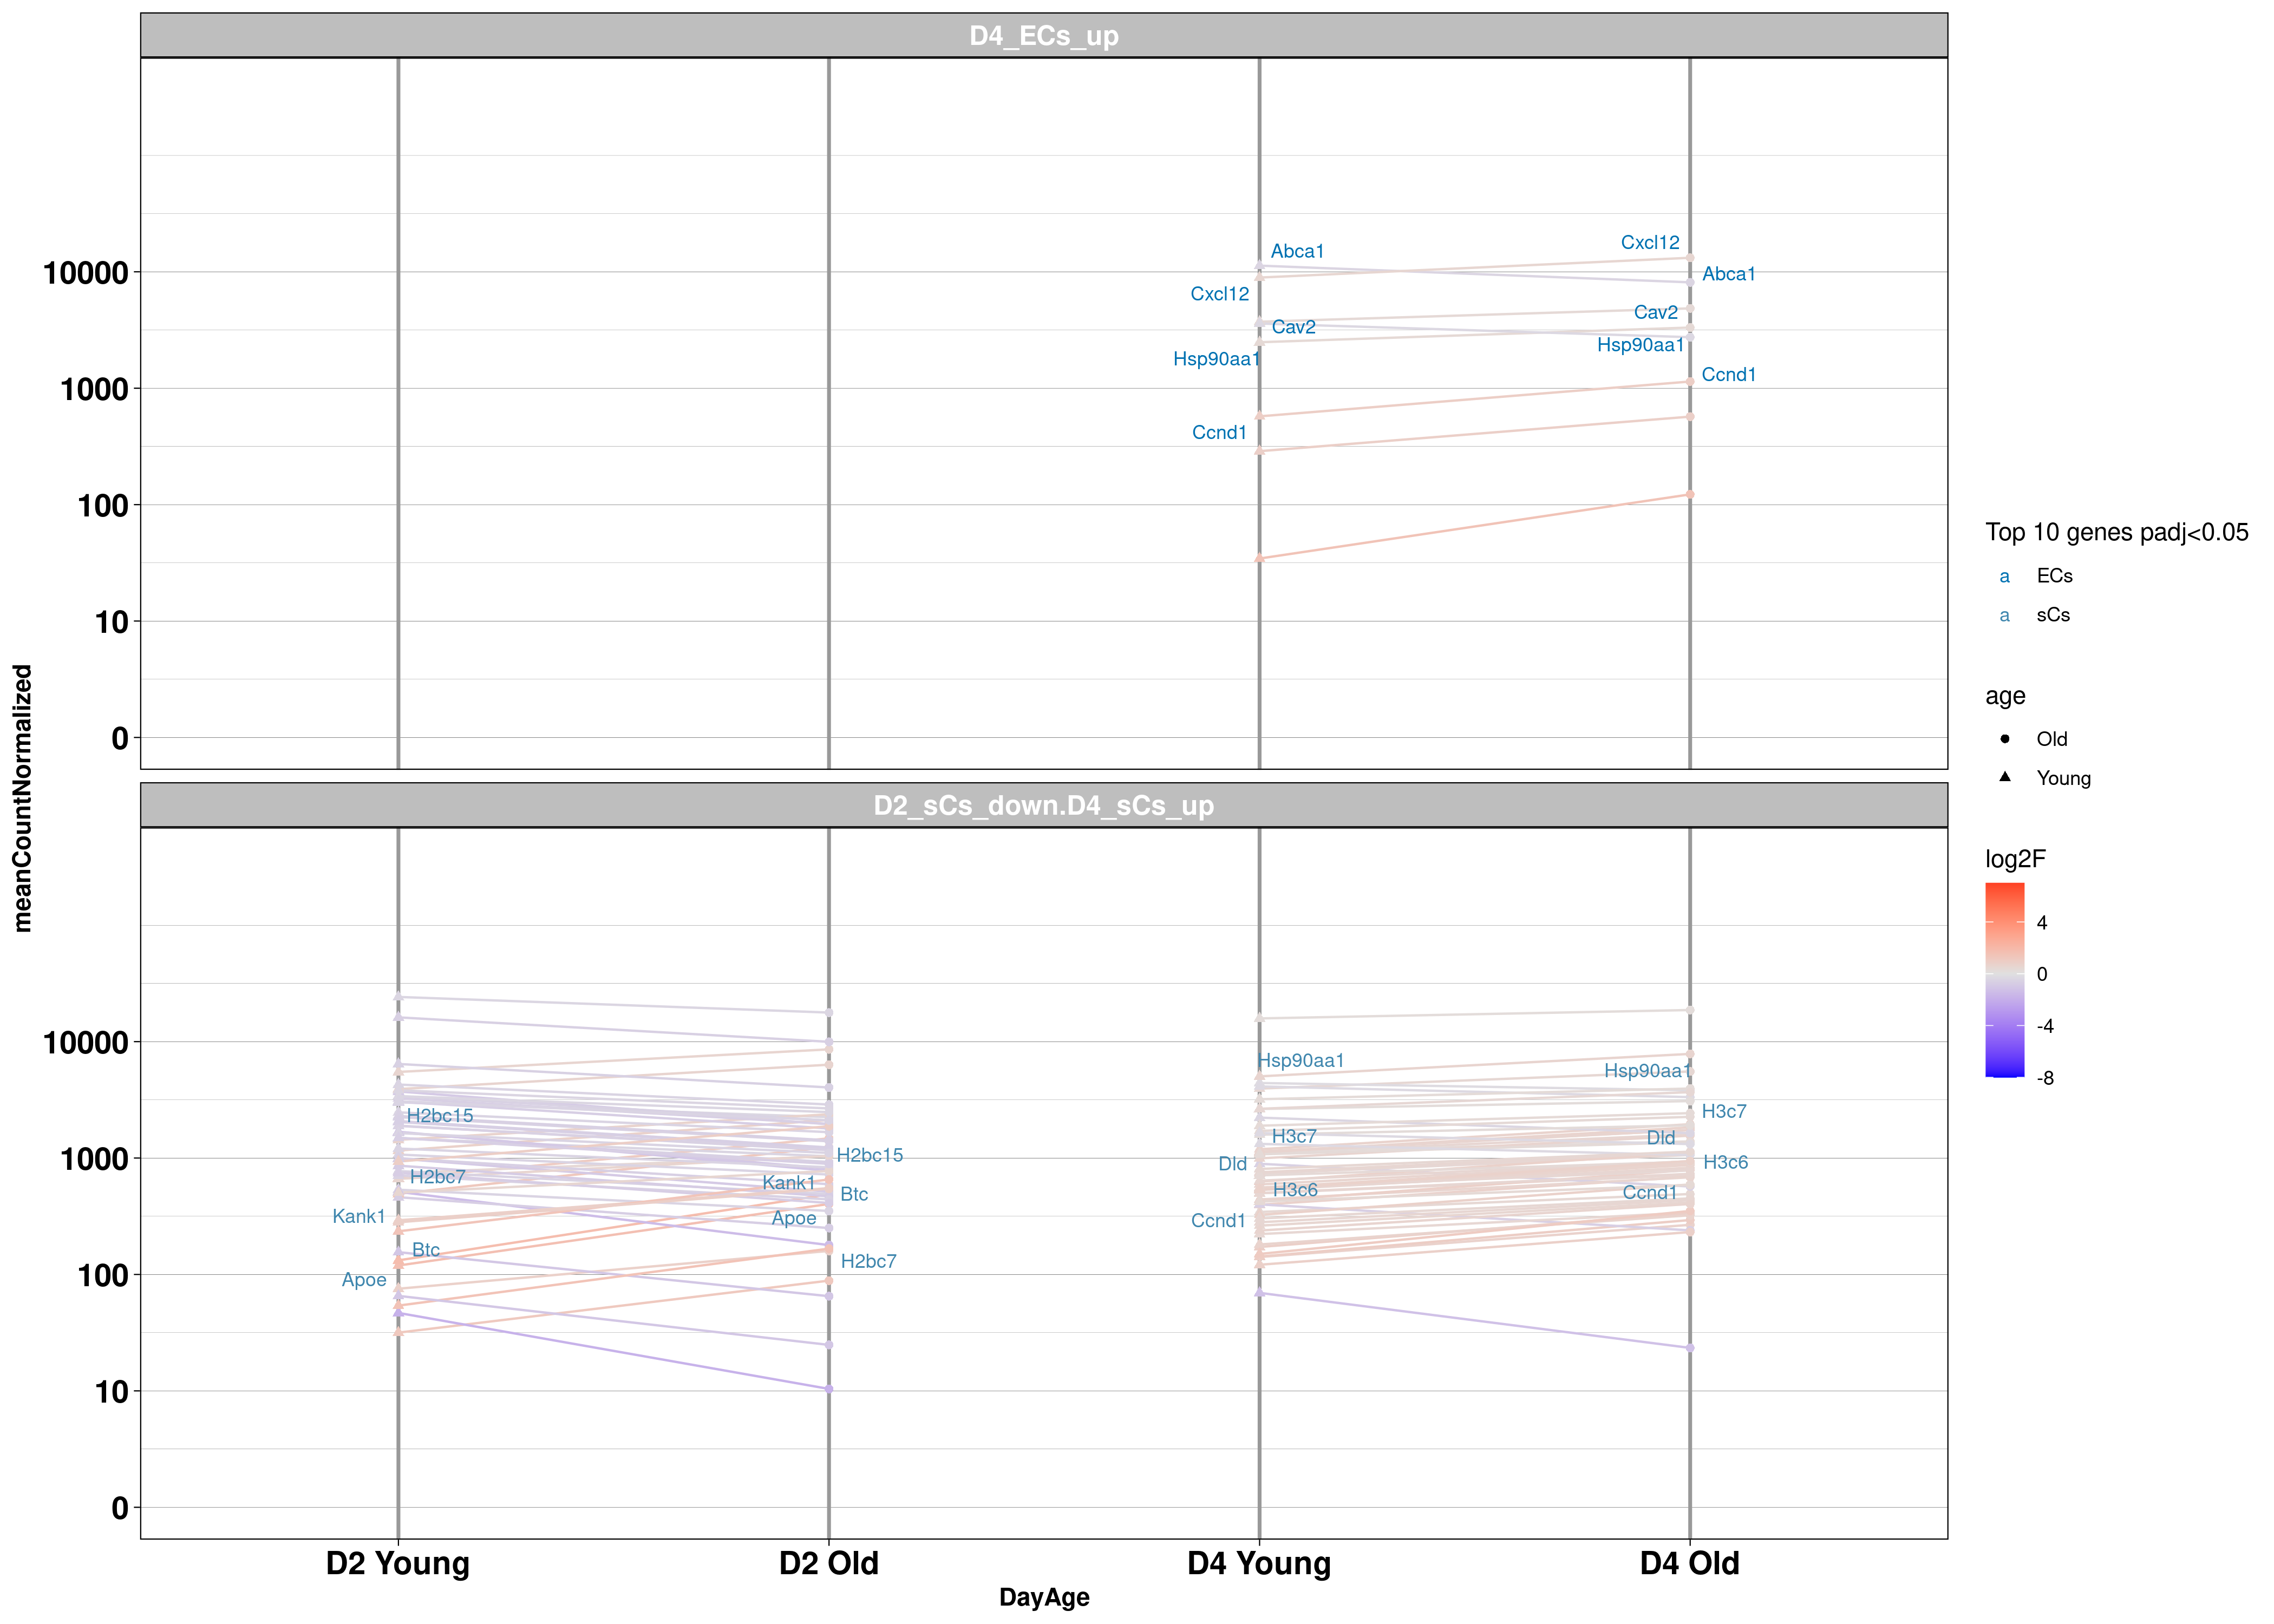 D4_ECs_up
Cxcl12
Abca1
10000
Abca1
Cxcl12
Cav2
Cav2
Hsp90aa1
Hsp90aa1
Ccnd1
1000
Ccnd1
100
10
0
meanCountNormalized
D2_sCs_down.D4_sCs_up
10000
Hsp90aa1
Hsp90aa1
H2bc15
H3c7
H3c7
Dld
1000
H2bc15
Dld
H3c6
H2bc7
Kank1
Btc
H3c6
Ccnd1
Kank1
Apoe
Ccnd1
Btc
H2bc7
100
Apoe
10
0
D2 Young
D2 Old
D4 Young
D4 Old
DayAge
Top 10 genes padj<0.05
a ECs
a sCs
age
Old
Young
log2F
4
0
-4
-8